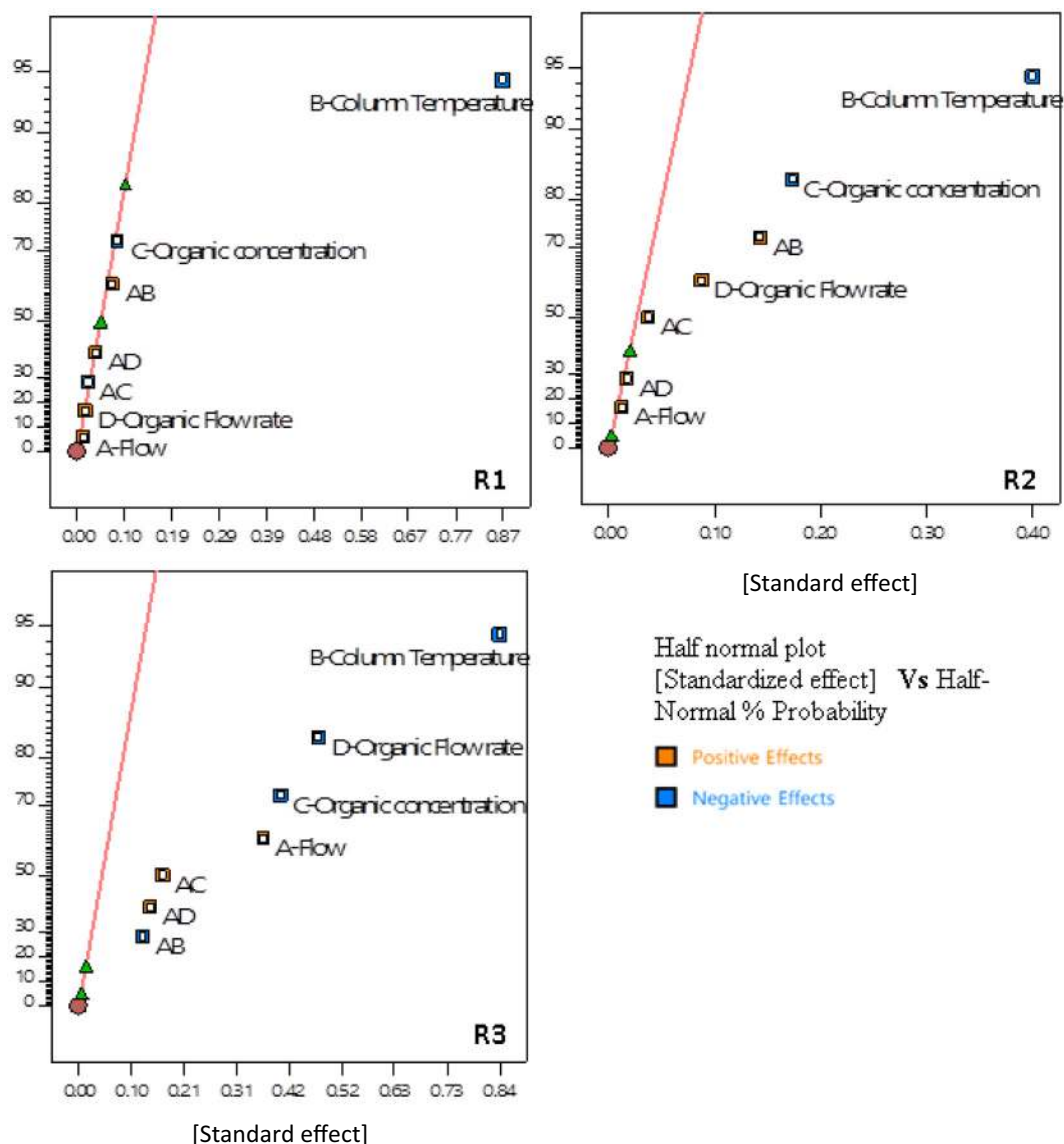 95
90
80
70
50
30
20
10
0
B-Column Temperature
C-Organic concentration
AB
AD
AC
D-Organic Flow rate
A-Flow
R1
0.00 0.10 0.19 0.29 0.39 0.48 0.58 0.67 0.77 0.87
95
90
80
70
50
30
20
10
0
B-Column Temperature
C-Organic concentration
AB
D-Organic Flow rate
AC
AD
A-Flow
R2
0.00 0.10 0.20 0.30 0.40
[Standard effect]
95
90
80
70
50
30
20
10
0
B-Column Temperature
D-Organic Flow rate
C-Organic concentration
A-Flow
AC
AD
AB
R3
0.00 0.10 0.21 0.31 0.42 0.52 0.63 0.73 0.84
[Standard effect]
Half normal plot
[Standardized effect] Vs Half-
Normal % Probability
Positive Effects
Negative Effects